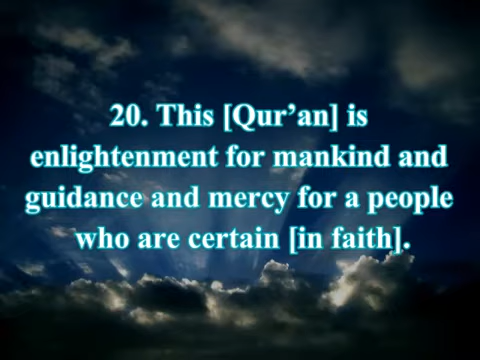 20. This [Qur’an] is
enlightenment for mankind and
guidance and mercy for a people
who are certain [in faith].